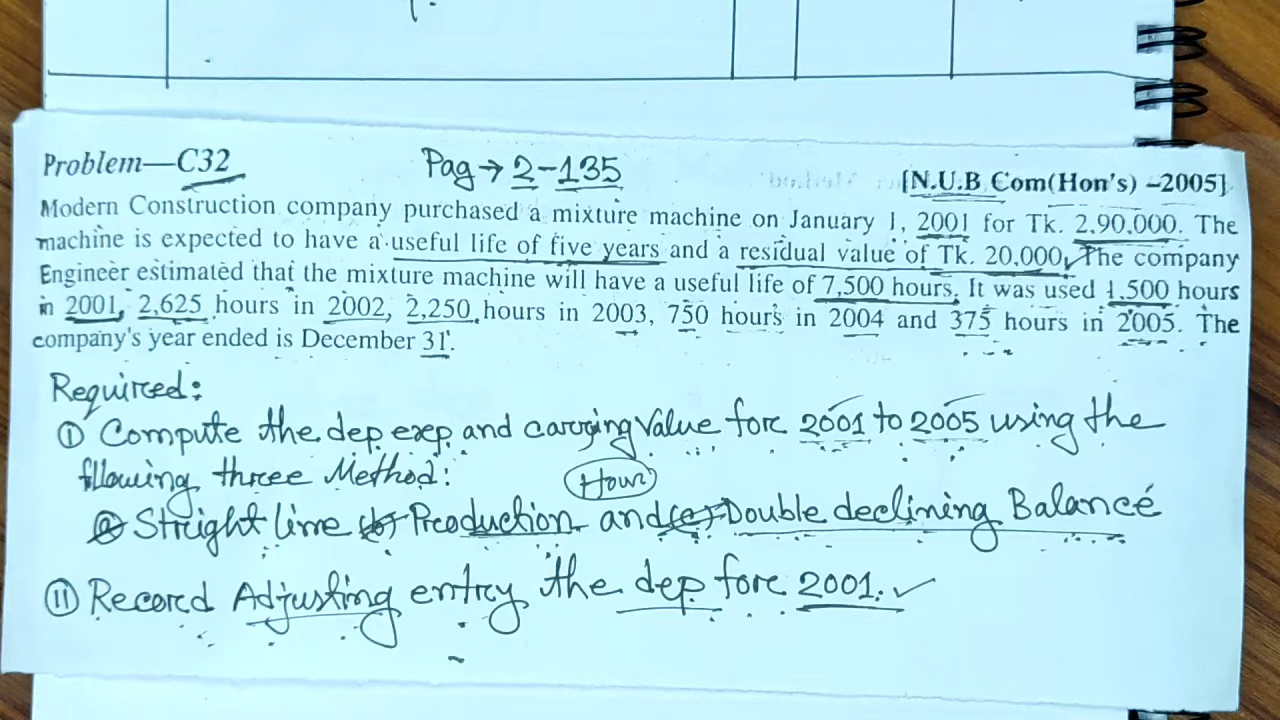 Problem—C32 Pag → 2-135 [N.U.B Com(Hon's) –2005]
Modern Construction company purchased a mixture machine on January 1, 2001 for Tk. 2,90,000. The
machine is expected to have a useful life of five years and a residual value of Tk. 20,000, The company
Engineer estimated that the mixture machine will have a useful life of 7,500 hours. It was used 1,500 hours
in 2001, 2,625 hours in 2002, 2,250 hours in 2003, 750 hours in 2004 and 375 hours in 2005. The
company's year ended is December 31.
Required:
① Compute the dep exp and carrying value fore 2001 to 2005 using the
fllowing three Method:
Hour
(a) Stright line (b) Production and (c) Double declining Balance
⑪ Record Adjusting entry the dep fore 2001. ✓